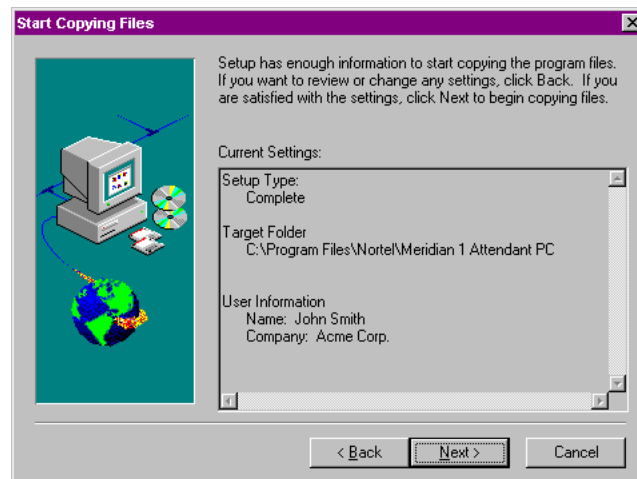 Start Copying Files
Setup has enough information to start copying the program files.
If you want to review or change any settings, click Back. If you
are satisfied with the settings, click Next to begin copying files.
Current Settings:
Setup Type:
Complete
Target Folder
C:\Program Files\Nortel\Meridian 1 Attendant PC
User Information
Name: John Smith
Company: Acme Corp.
< Back
Next >
Cancel